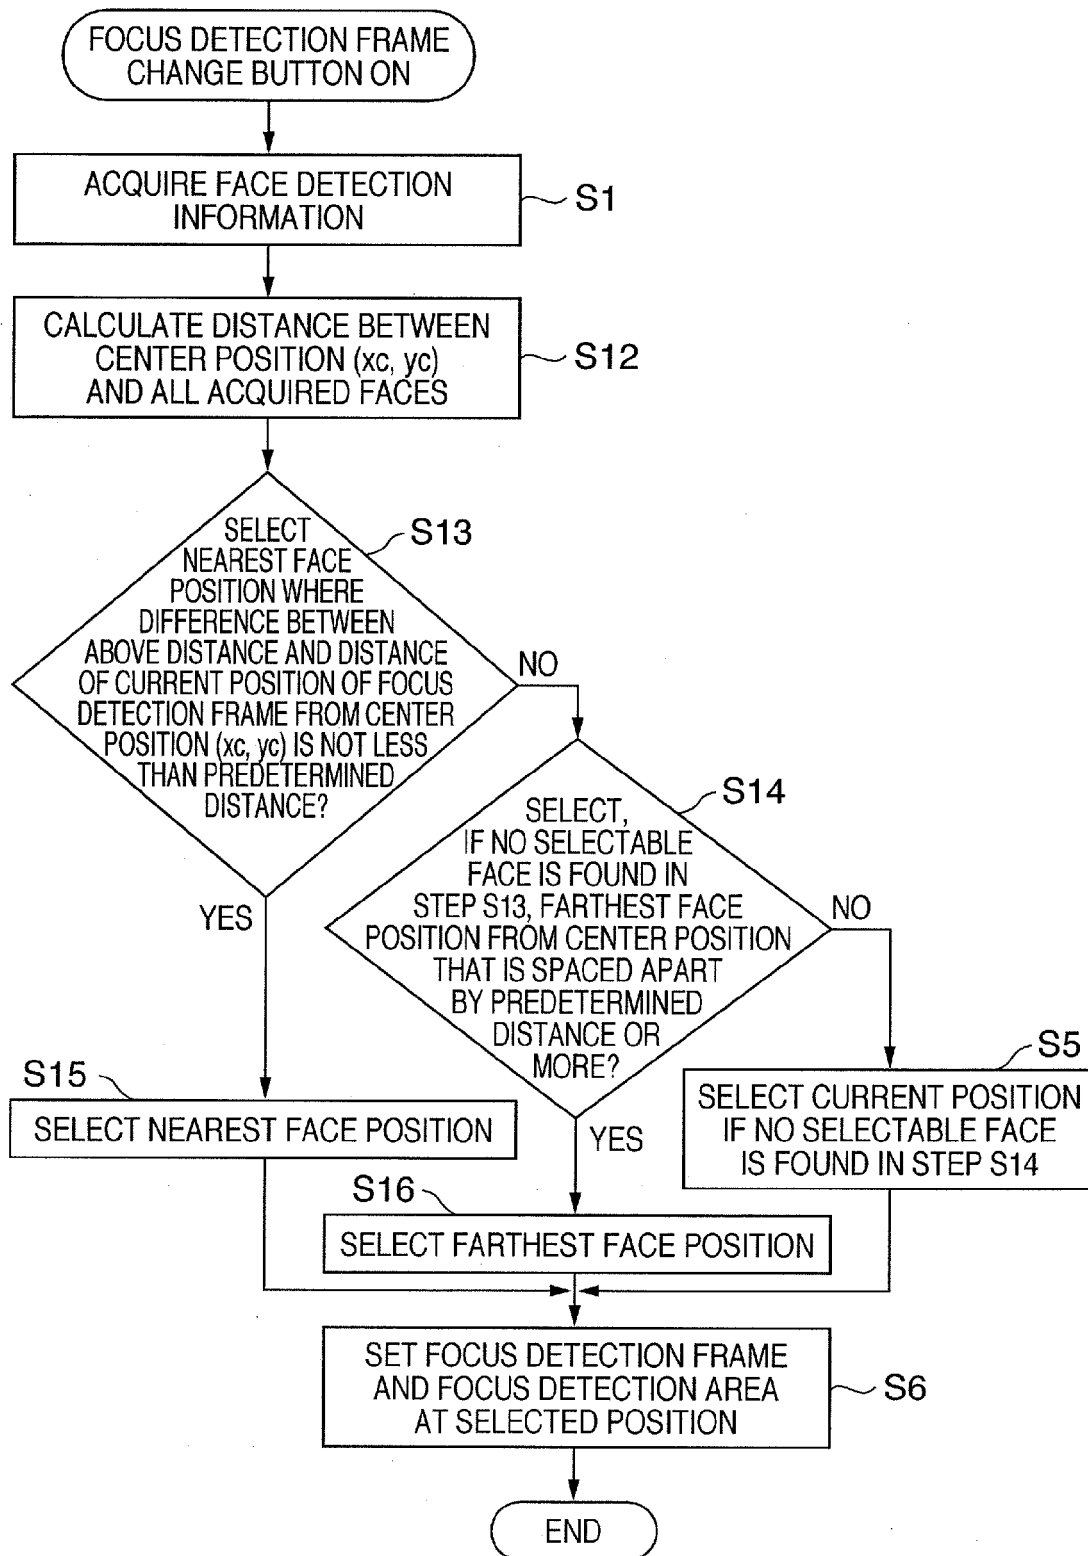 FOCUS DETECTION FRAME
CHANGE BUTTON ON
ACQUIRE FACE DETECTION
INFORMATION
S1
CALCULATE DISTANCE BETWEEN
CENTER POSITION (xc, yc)
AND ALL ACQUIRED FACES
S12
SELECT
NEAREST FACE
POSITION WHERE
DIFFERENCE BETWEEN
ABOVE DISTANCE AND DISTANCE
OF CURRENT POSITION OF FOCUS
DETECTION FRAME FROM CENTER
POSITION (xc, yc) IS NOT LESS
THAN PREDETERMINED
DISTANCE?
S13
NO
YES
SELECT,
IF NO SELECTABLE
FACE IS FOUND IN
STEP S13, FARTHEST FACE
POSITION FROM CENTER POSITION
THAT IS SPACED APART
BY PREDETERMINED
DISTANCE OR
MORE?
S14
NO
YES
S15
SELECT NEAREST FACE POSITION
S5
SELECT CURRENT POSITION
IF NO SELECTABLE FACE
IS FOUND IN STEP S14
S16
SELECT FARTHEST FACE POSITION
SET FOCUS DETECTION FRAME
AND FOCUS DETECTION AREA
AT SELECTED POSITION
S6
END